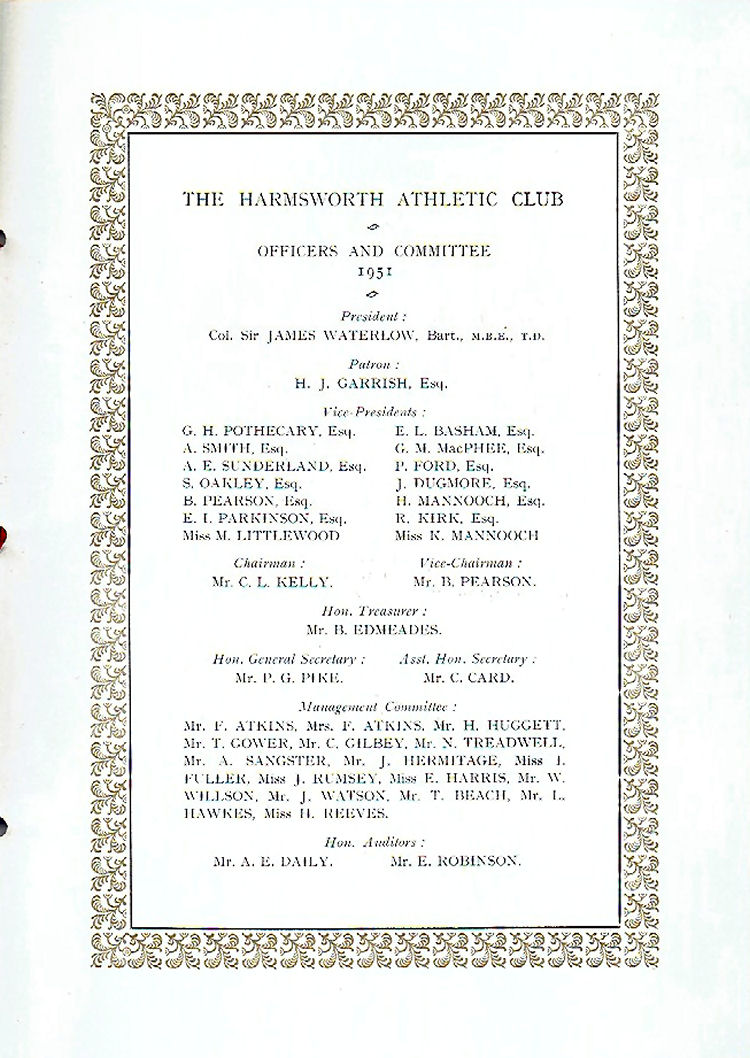 THE HARMSWORTH ATHLETIC CLUB
OFFICERS AND COMMITTEE
1951
President :
Col. Sir JAMES WATERLOW, Bart., M.B.E., T.D.
Patron :
H. J. GARRISH, Esq.
Vice-Presidents :
G. H. POTHECARY, Esq. E. L. BASHAM, Esq.
A. SMITH, Esq. G. M. MacPHEE, Esq.
A. E. SUNDERLAND, Esq. P. FORD, Esq.
S. OAKLEY, Esq. J. DUGMORE, Esq.
B. PEARSON, Esq. H. MANNOOCH, Esq.
E. I. PARKINSON, Esq. R. KIRK, Esq.
Miss M. LITTLEWOOD Miss K. MANNOOCH
Chairman : Vice-Chairman :
Mr. C. L. KELLY. Mr. B. PEARSON.
Hon. Treasurer :
Mr. B. EDMEADES.
Hon. General Secretary : Asst. Hon. Secretary :
Mr. P. G. PIKE. Mr. C. CARD.
Management Committee :
Mr. F. ATKINS, Mrs. F. ATKINS, Mr. H. HUGGETT,
Mr. T. GOWER, Mr. C. GILBEY, Mr. N. TREADWELL,
Mr. A. SANGSTER, Mr. J. HERMITAGE, Miss
FULLER, Miss J. RUMSEY, Miss E. HARRIS, Mr. W.
WILLSON, Mr. J. WATSON, Mr. T. BEACH, Mr. L.
HAWKES, Miss H. REEVES.
Hon. Auditors :
Mr. A. E. DAILY. Mr. E. ROBINSON.